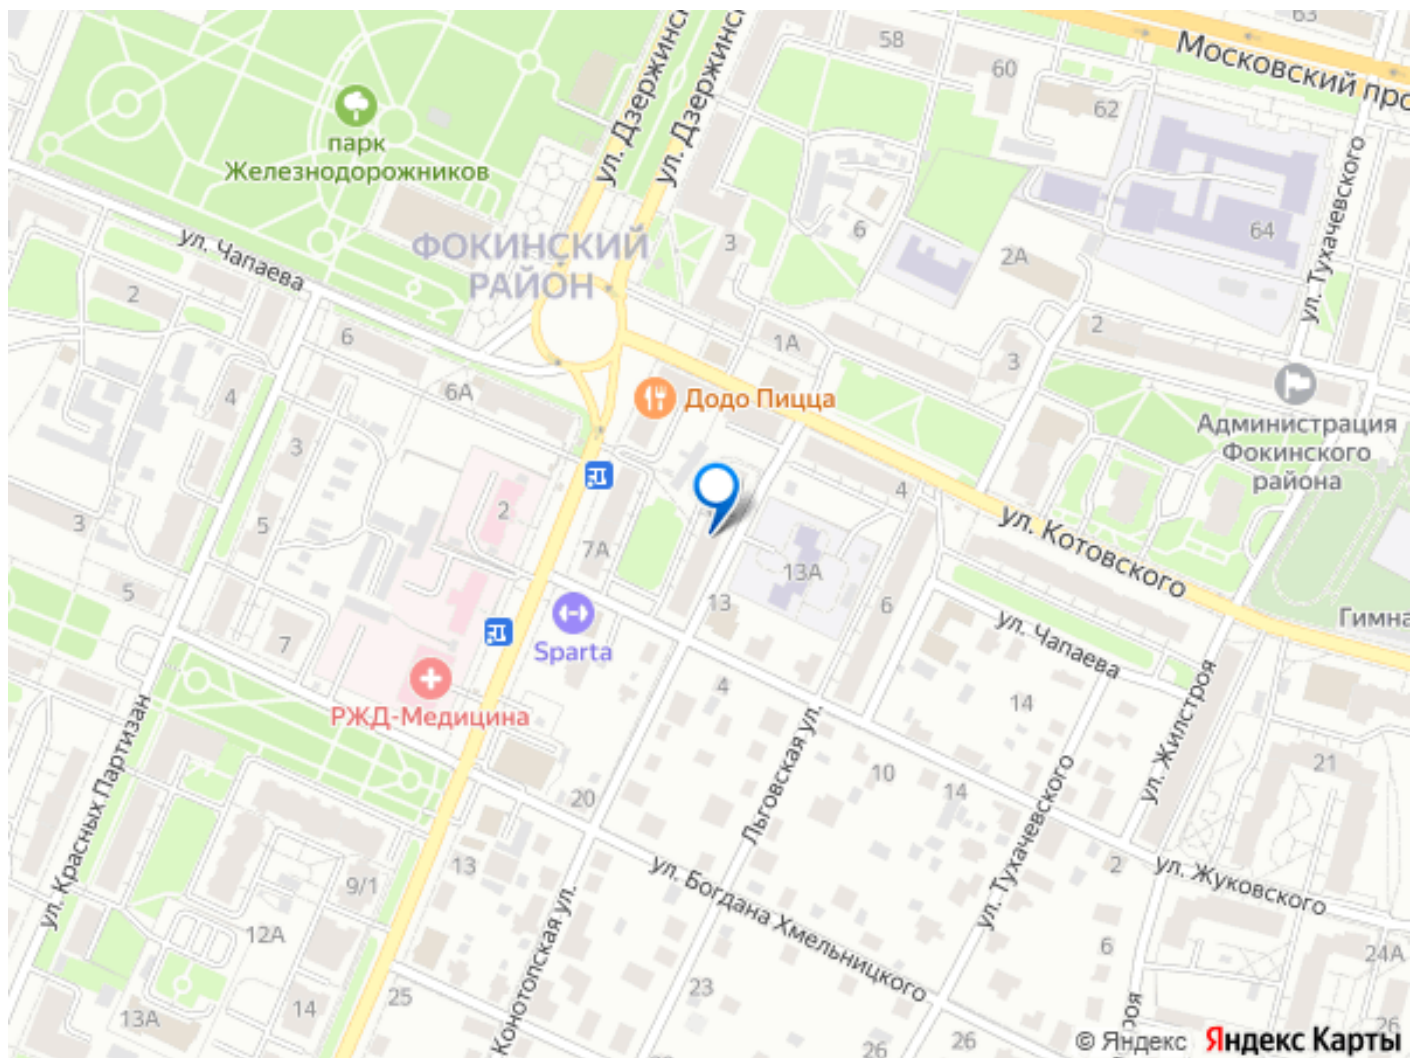 63
58
ул. Дзержинск
ул. Дзержинск
Московский про
60
62
парк
Железнодорожников
ул. Тухачевского
ул. Чапаева
ФОКИНСКИЙ
РАЙОН
3
6
64
2А
2
6
1А
2
3
4
6А
Додо Пицца
Администрация
Фокинского
района
3
5
2
4
ул. Котовского
3
7А
13А
5
13
6
7
Sparta
Гимна
ул. Чапаева
4
14
РЖД-Медицина
ул. Красных Партизан
Льговская ул.
ул. Жилстроя
10
14
21
20
ул. Тухачевского
13
9/1
ул. Богдана Хмельницкого
2
ул. Жуковского
12А
Конотопская ул.
6
24А
25
23
14
13А
26
26
26
роя
© Яндекс Яндекс Карты